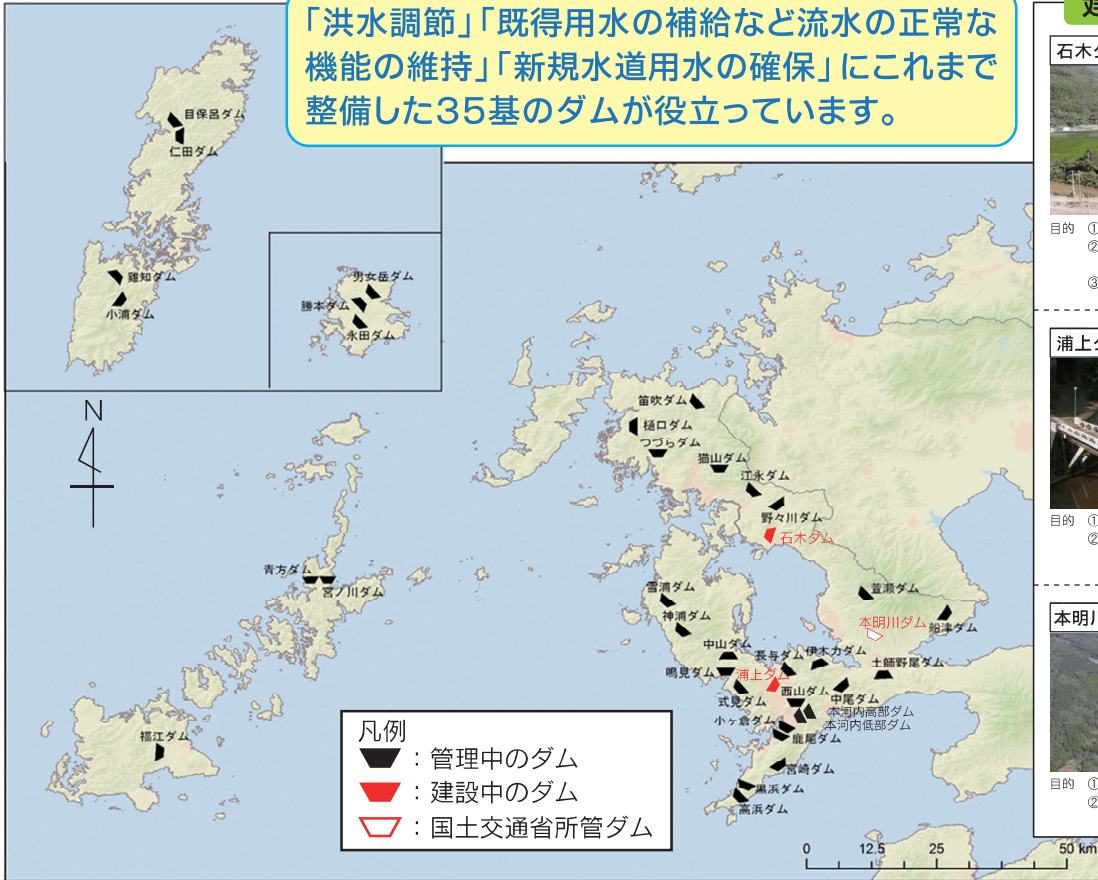 「洪水調節」「既得用水の補給など流水の正常な
機能の維持」「新規水道用水の確保」にこれまで
整備した35基のダムが役立っています。
目保呂ダム
仁田ダム
雞知ダム
小浦ダム
男女岳ダム
勝本ダム
永田ダム
N
笛吹ダム
樋口ダム
つづらダム
猫山ダム
江永ダム
野々川ダム
石木ダム
青方ダム
宮ノ川ダム
雪浦ダム
神浦ダム
萱瀬ダム
本明川ダム
船津ダム
中山ダム
長与ダム
伊木力ダム
土師野尾ダム
鳴見ダム
浦上ダム
式見ダム
西山ダム
中尾ダム
本河内高部ダム
本河内低部ダム
小ヶ倉ダム
鹿尾ダム
宮崎ダム
黒浜ダム
高浜ダム
福江ダム
凡例
：管理中のダム
：建設中のダム
：国土交通省所管ダム
0 12.5 25 50 km
石木
目的 ①
②
③
浦上
目的 ①
②
本明川
目的 ①
②